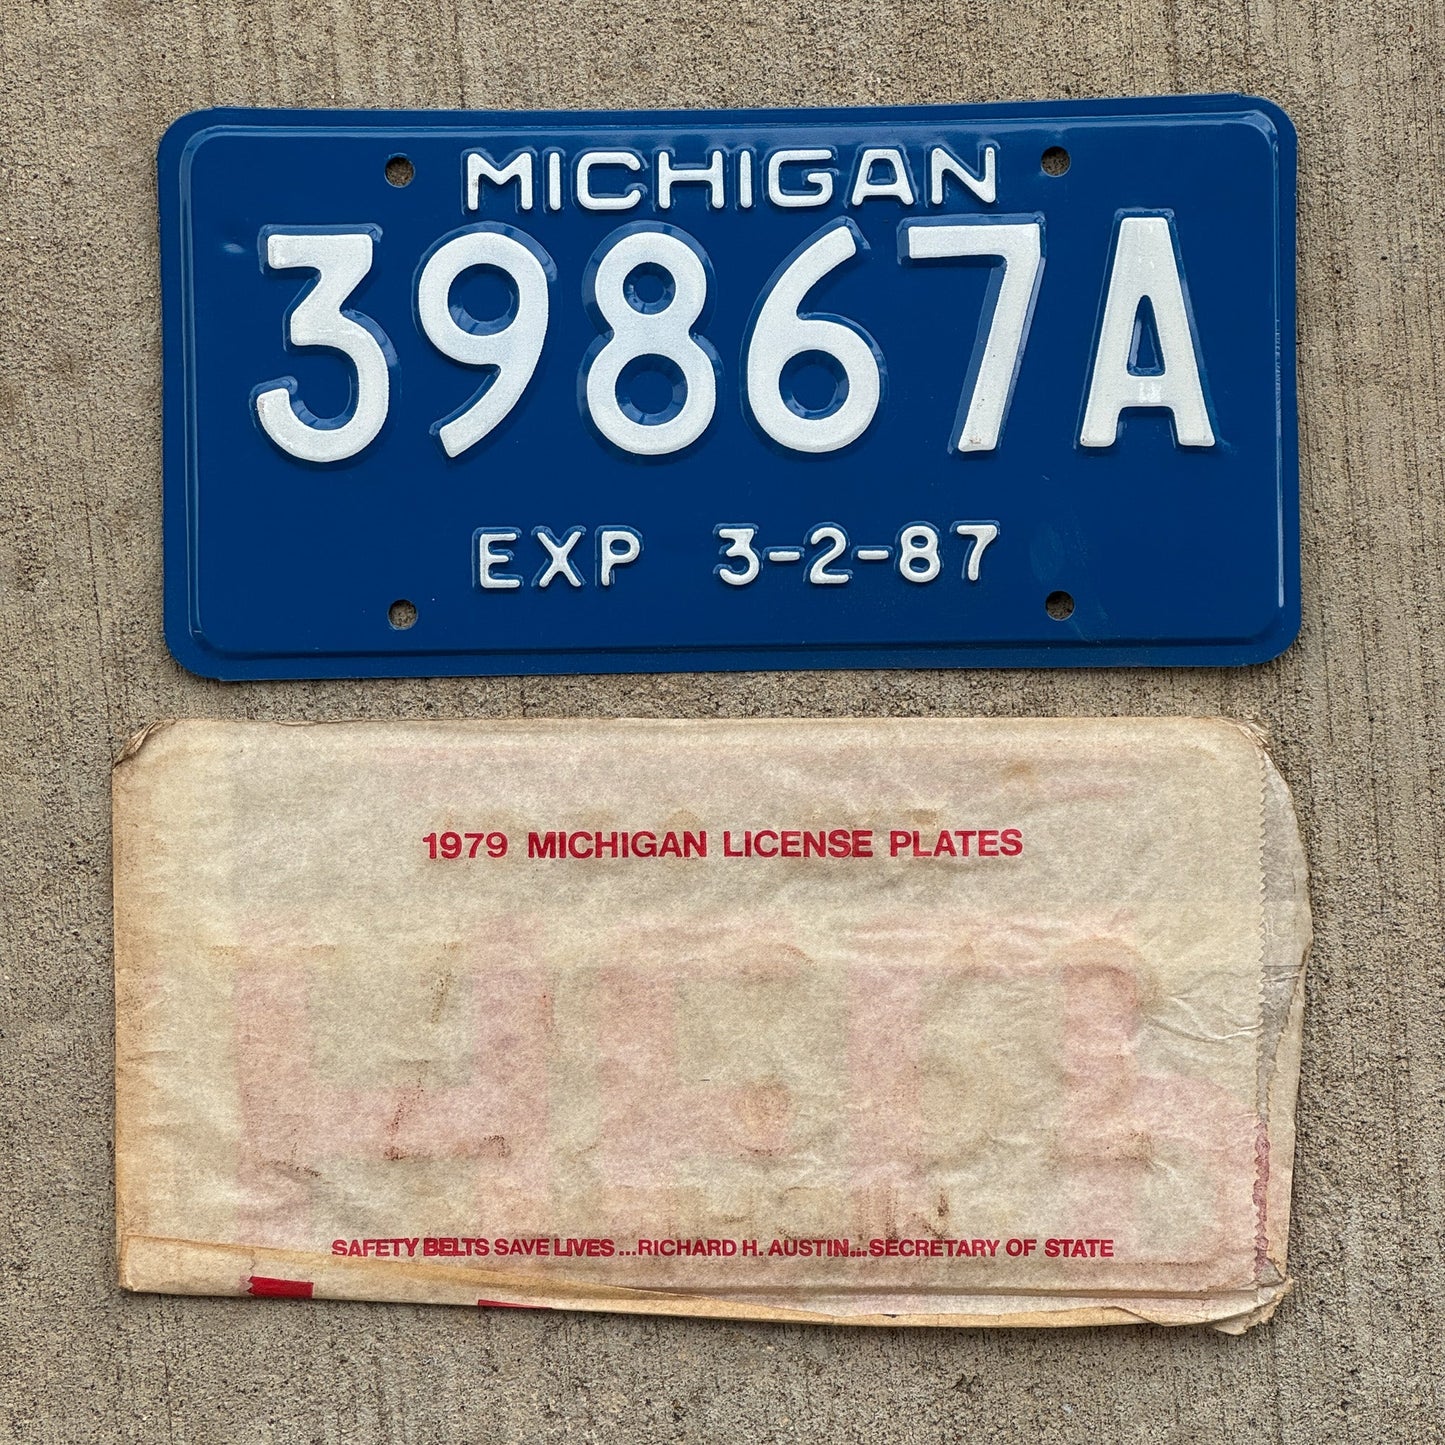 MICHIGAN
39867A
EXP 3-2-87
1979 MICHIGAN LICENSE PLATES
SAFETY BELTS SAVE LIVES ...RICHARD H. AUSTIN...SECRETARY OF STATE